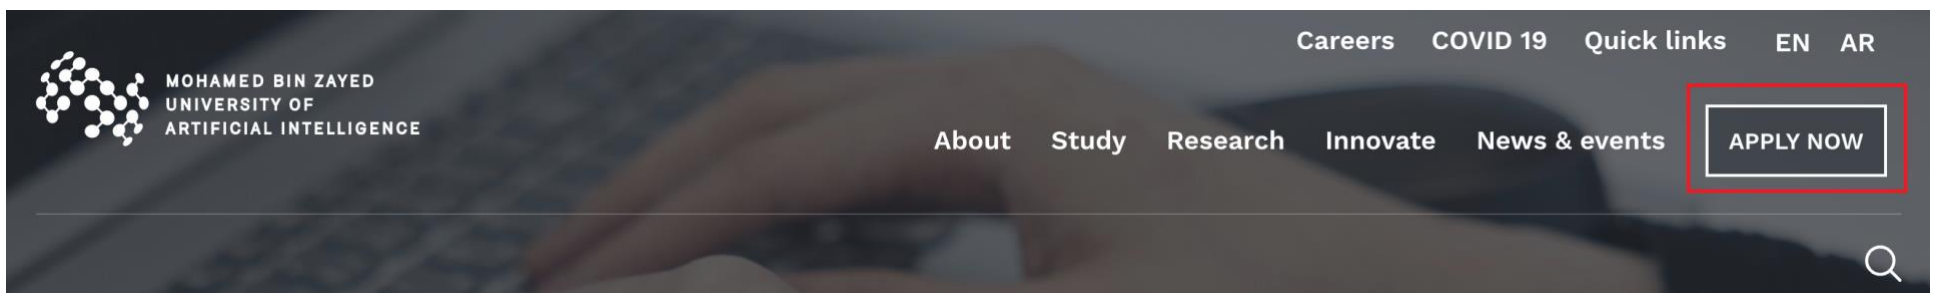 Careers COVID 19 Quick links EN AR
MOHAMED BIN ZAYED
UNIVERSITY OF
ARTIFICIAL INTELLIGENCE
About Study Research Innovate News & events APPLY NOW